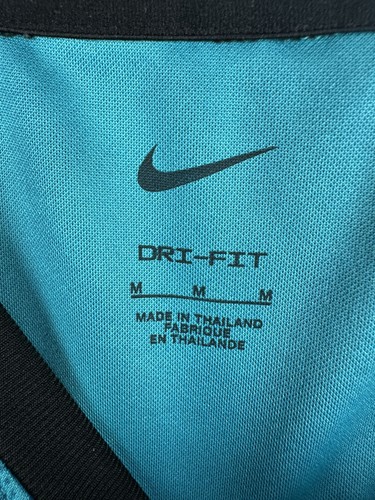 DRI-FIT
M M M
MADE IN THAILAND
FABRIQUE
EN THAILANDE